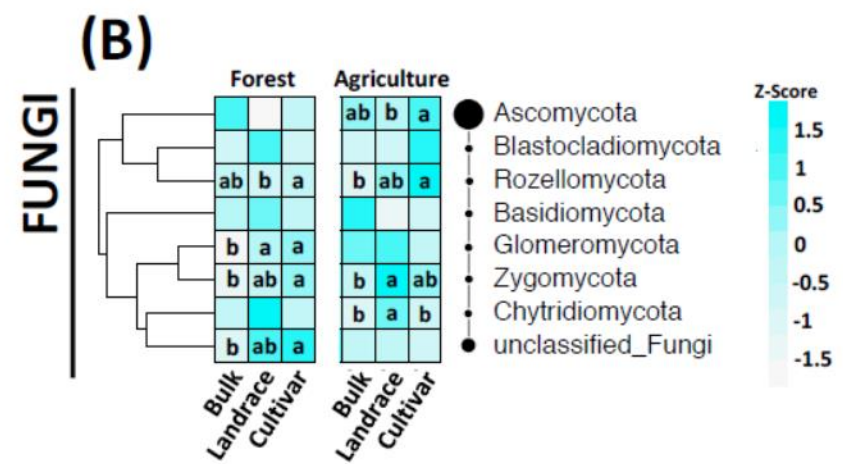 (B)
FUNGI
Forest Agriculture
Z-Score
ab b a Ascomycota
Blastocladiomycota
ab b a b ab a Rozellomycota
Basidiomycota
b a a Glomeromycota
b ab a b a ab Zygomycota
b a b Chytridiomycota
b ab a unclassified_Fungi
1.5
1
0.5
0
-0.5
-1
-1.5
Bulk Landrace Cultivar Bulk Landrace Cultivar